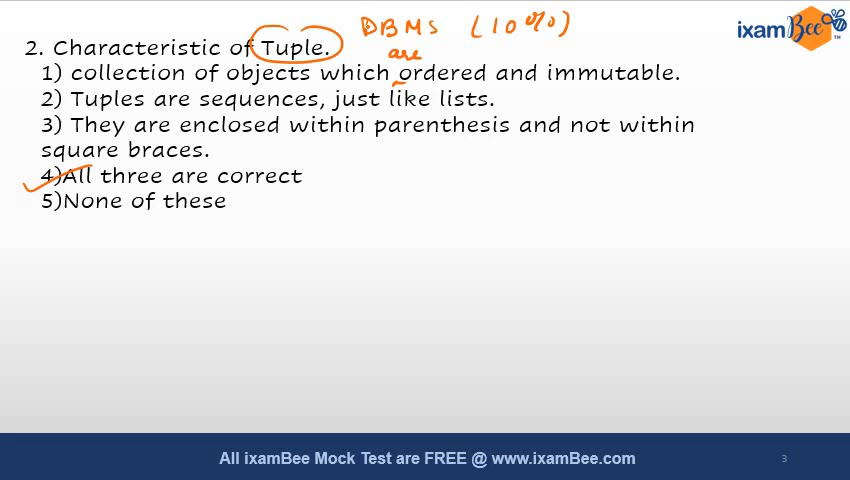 DBMS (10%)
ixamBee™
2. Characteristic of Tuple.
are
1) collection of objects which ordered and immutable.
2) Tuples are sequences, just like lists.
3) They are enclosed within parenthesis and not within
square braces.
4)All three are correct
5)None of these
All ixamBee Mock Test are FREE @ www.ixamBee.com
3